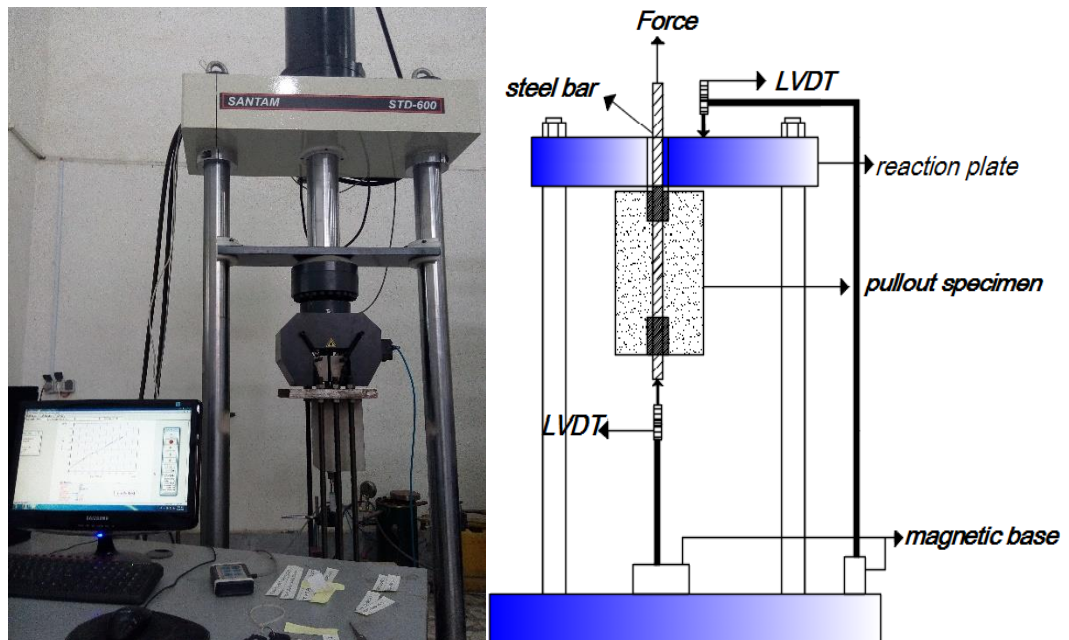 SANTAM STD-600
SAMSUNG
Force
steel bar
LVDT
reaction plate
pullout specimen
LVDT
magnetic base